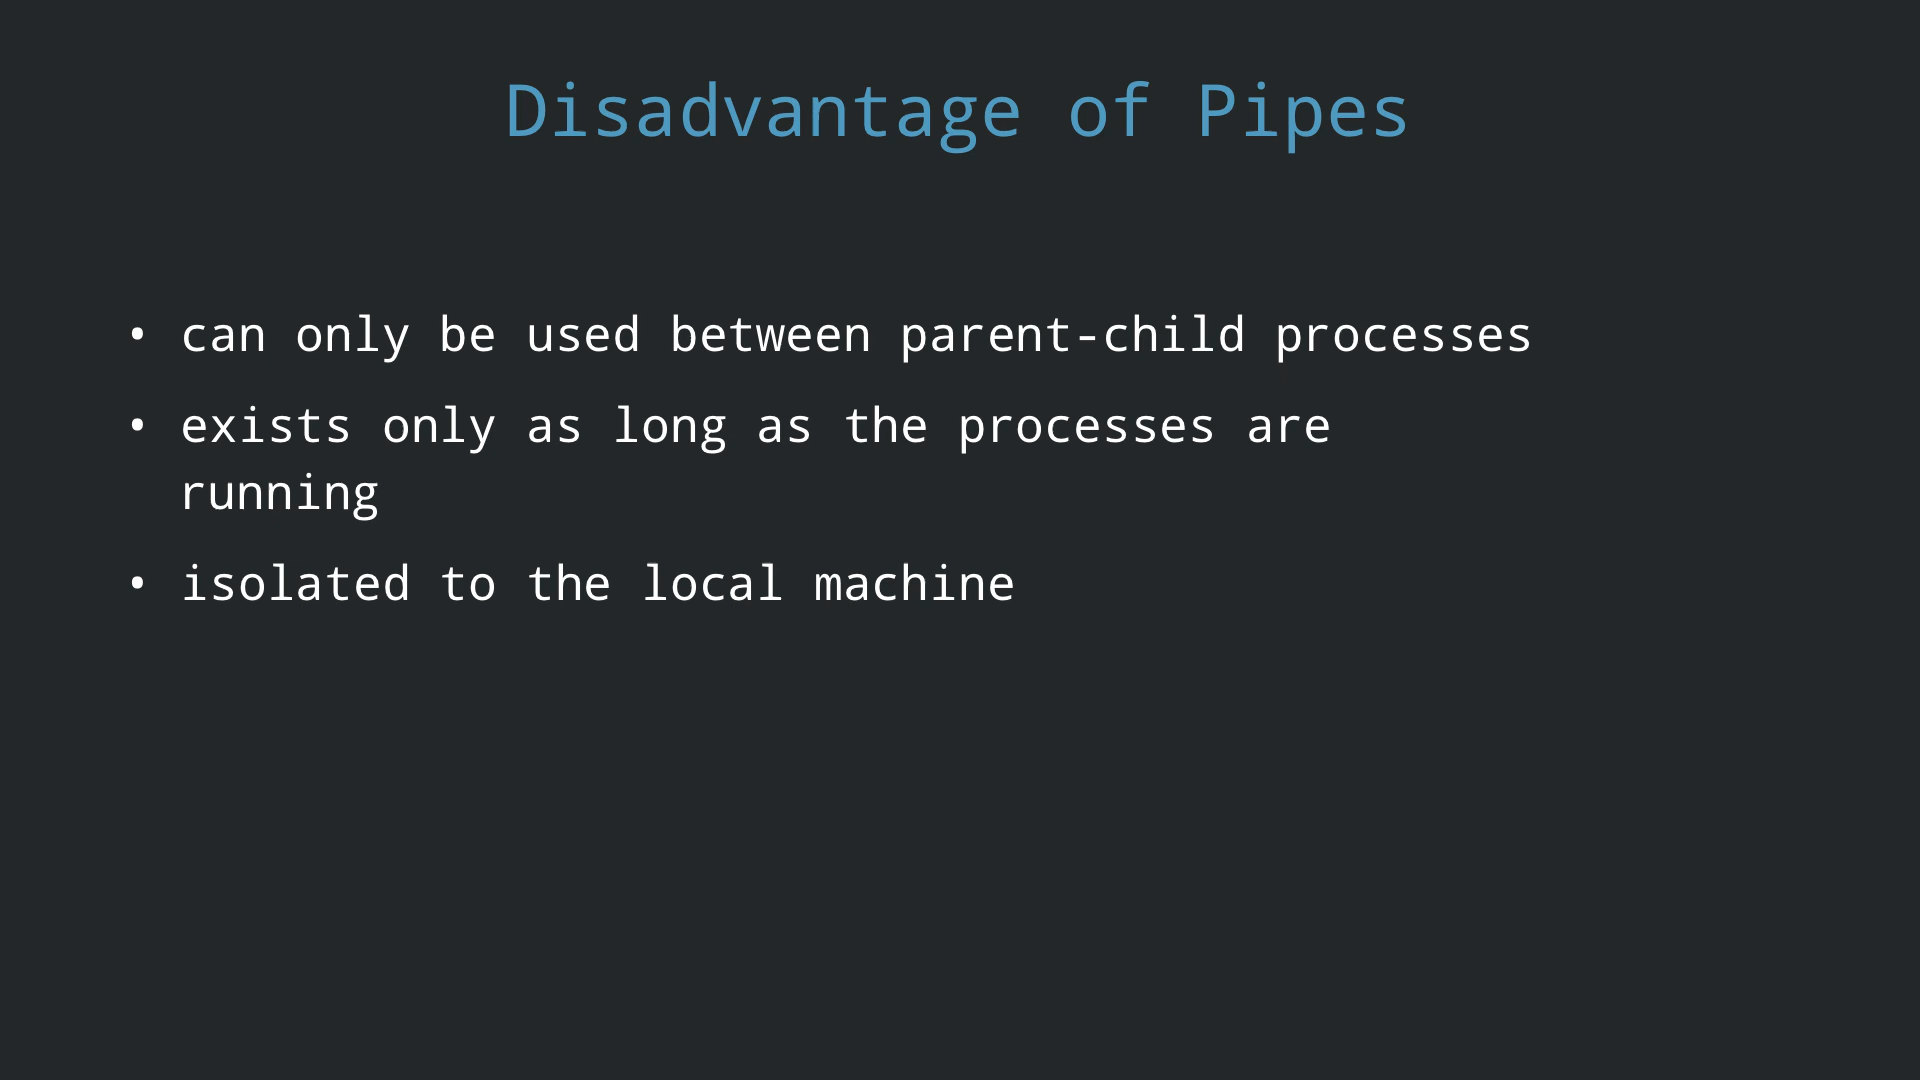 Disadvantage of Pipes
• can only be used between parent-child processes
• exists only as long as the processes are
running
• isolated to the local machine